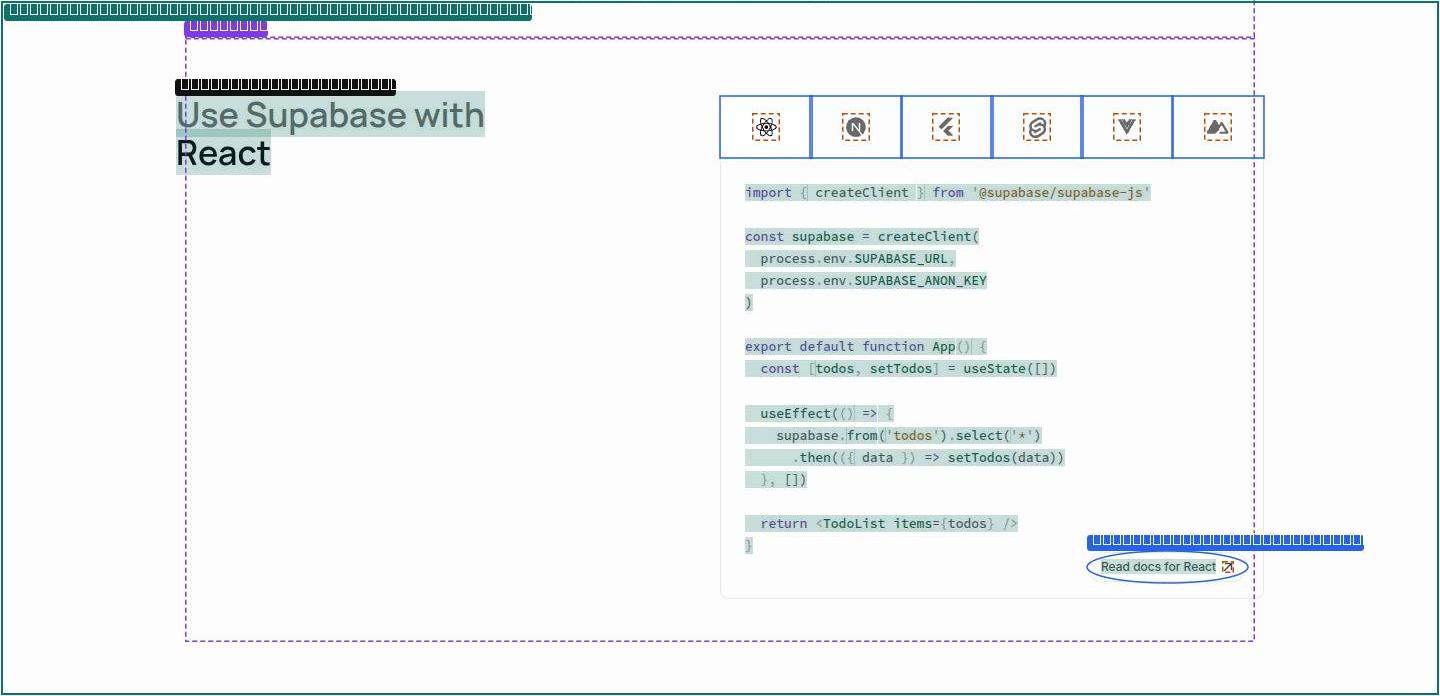 Use Supabase with
React
import { createClient } from '@supabase/supabase-js'
const supabase = createClient(
process.env.SUPABASE_URL,
process.env.SUPABASE_ANON_KEY
)
export default function App() {
const [todos, setTodos] = useState([])
useEffect(() => {
supabase.from('todos').select('*')
.then(({ data }) => setTodos(data))
}, [])
return <TodoList items={todos} />
}
Read docs for React